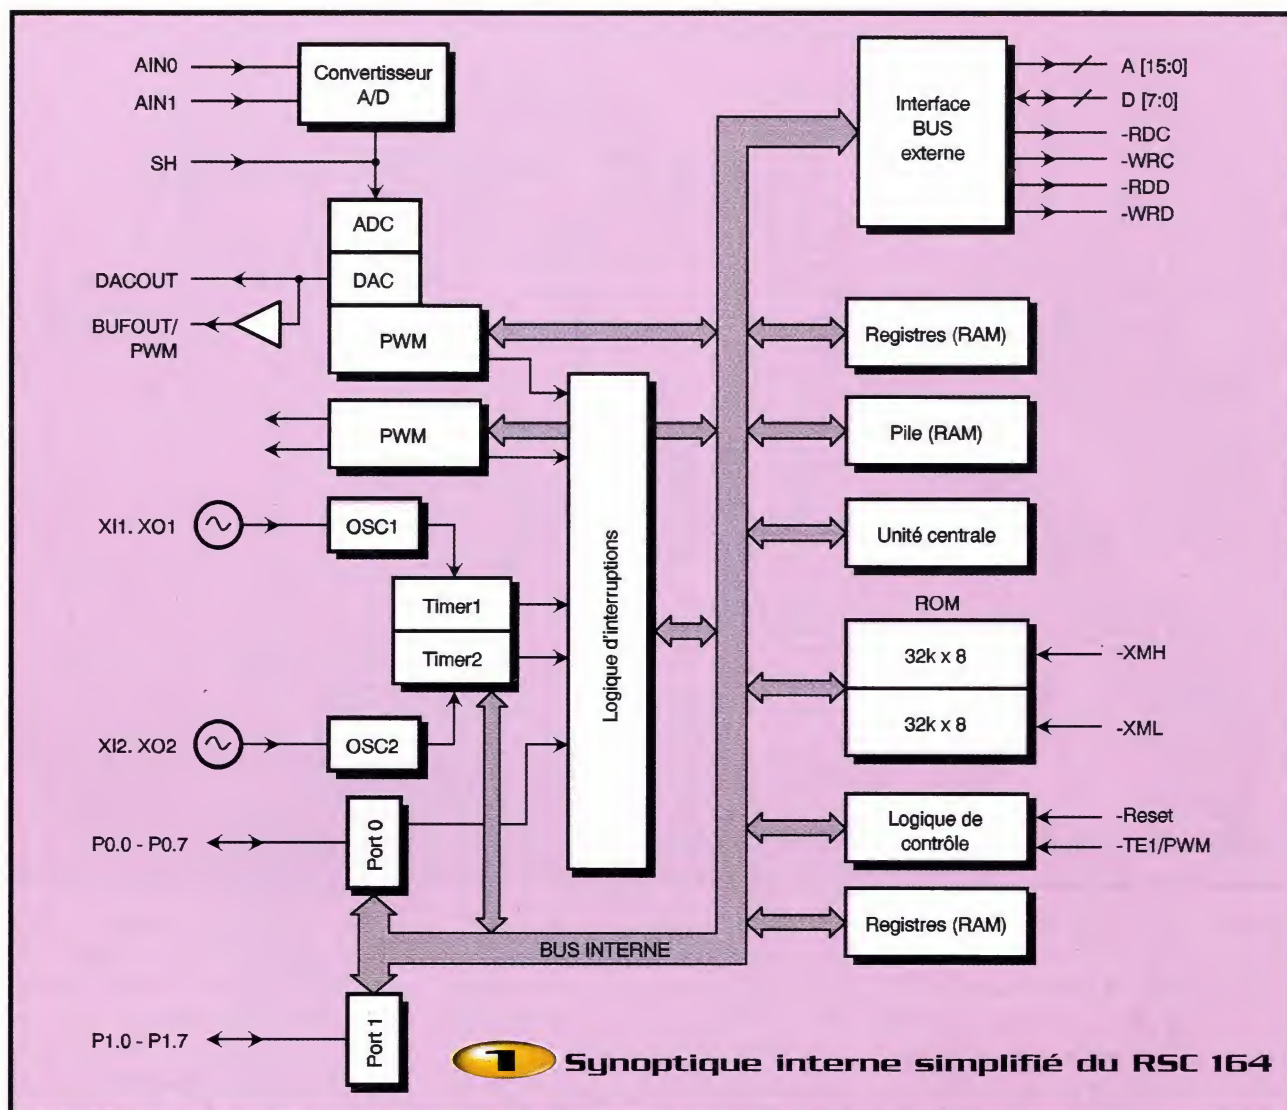 AIN0
AIN1
Convertisseur
A/D
SH
ADC
DACOUT
DAC
BUFOUT/
PWM
PWM
PWM
XI1. XO1
OSC1
Timer1
Timer2
XI2. XO2
OSC2
Logique d'interruptions
P0.0 - P0.7
Port 0
BUS INTERNE
P1.0 - P1.7
Port 1
Interface
BUS
externe
A [15:0]
D [7:0]
-RDC
-WRC
-RDD
-WRD
Registres (RAM)
Pile (RAM)
Unité centrale
ROM
32k x 8
-XMH
32k x 8
-XML
Logique de
contrôle
-Reset
-TE1/PWM
Registres (RAM)
1 Synoptique interne simplifié du RSC 164